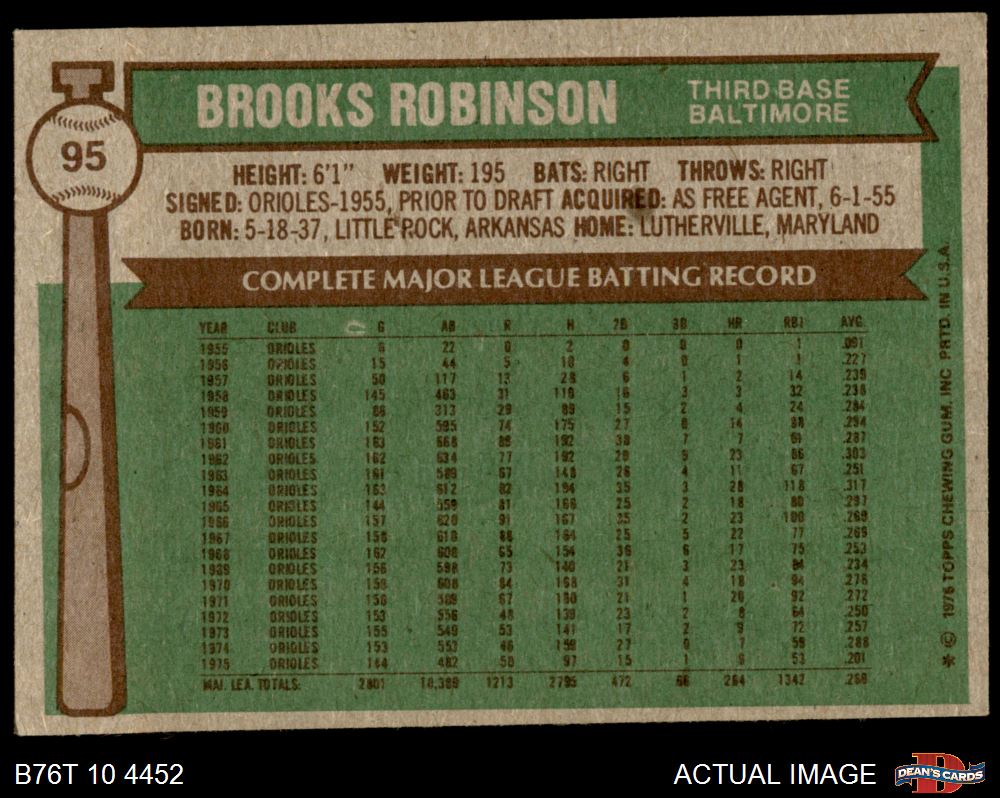 95
BROOKS ROBINSON
THIRD BASE
BALTIMORE
HEIGHT: 6'1" WEIGHT: 195 BATS: RIGHT THROWS: RIGHT
SIGNED: ORIOLES-1955, PRIOR TO DRAFT ACQUIRED: AS FREE AGENT, 6-1-55
BORN: 5-18-37, LITTLE ROCK, ARKANSAS HOME: LUTHERVILLE, MARYLAND
COMPLETE MAJOR LEAGUE BATTING RECORD
YEAR CLUB G AB R H 2B 3B HR RBI AVG.
1955 ORIOLES 6 22 0 2 0 0 0 1 .091
1956 ORIOLES 15 44 5 10 4 0 1 1 .227
1957 ORIOLES 50 117 13 28 6 1 2 14 .239
1958 ORIOLES 145 463 31 110 16 3 3 32 .238
1959 ORIOLES 88 313 29 89 15 2 4 24 .284
1960 ORIOLES 152 595 74 175 27 14 88 .294
1961 ORIOLES 163 668 89 192 38 7 7 61 .287
1962 ORIOLES 162 634 77 192 29 9 23 86 .303
1963 ORIOLES 161 589 67 148 26 4 11 67 .251
1964 ORIOLES 163 612 82 194 35 3 28 118 .317
1965 ORIOLES 144 559 81 166 25 2 18 80 .297
1966 ORIOLES 157 620 91 167 35 2 23 100 .269
1967 ORIOLES 158 610 88 164 25 5 22 77 .269
1968 ORIOLES 162 608 65 154 36 6 17 75 .253
1969 ORIOLES 156 598 73 140 21 3 23 84 .234
1970 ORIOLES 158 608 84 168 31 4 18 94 .276
1971 ORIOLES 156 589 67 160 21 1 20 92 .272
1972 ORIOLES 153 556 48 139 23 2 8 64 .250
1973 ORIOLES 155 549 53 141 17 2 9 72 .257
1974 ORIOLES 153 553 46 159 27 0 7 59 .288
1975 ORIOLES 144 482 50 97 15 1 6 53 .201
MAJ. LEA. TOTALS 2801 10,389 1213 2795 472 68 264 1342 .269
* © 1976 TOPPS CHEWING GUM, INC. PRTD. IN U.S.A.
B76T 10 4452
ACTUAL IMAGE
D
DEAN'S CARDS